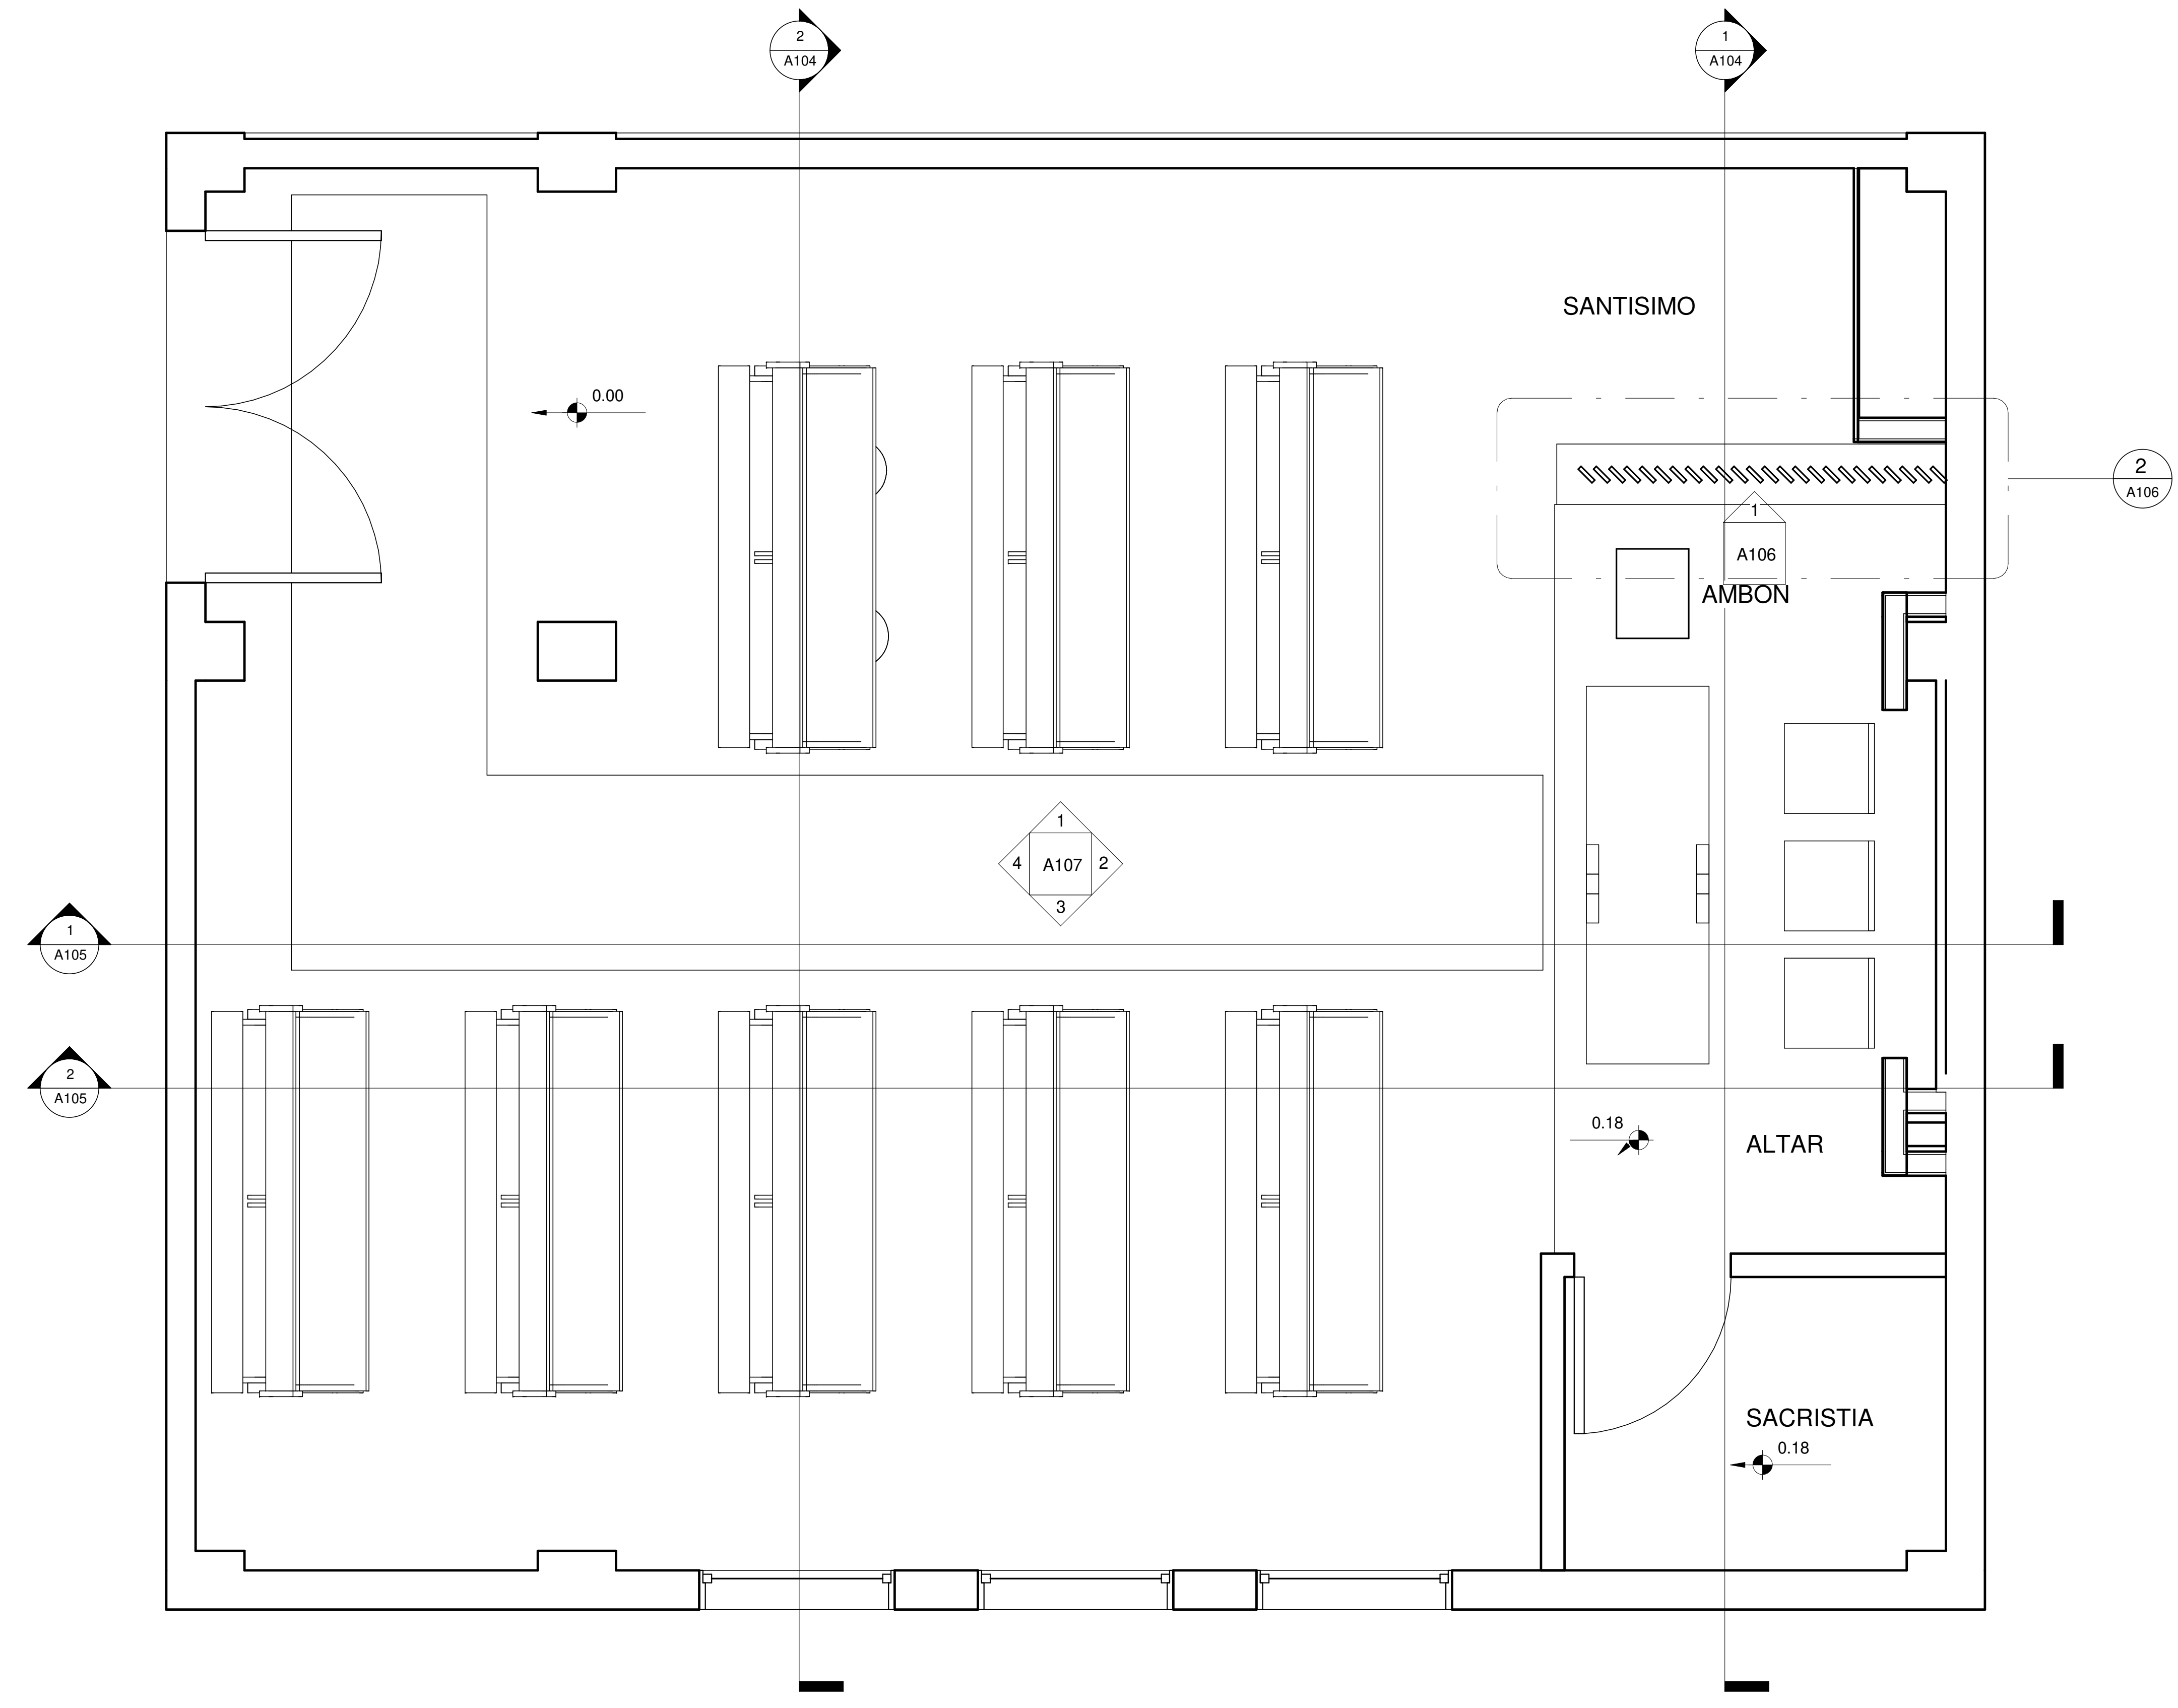 2
A104
1
A104
SANTISIMO
0.00
2
A106
1
A106
AMBON
1
4
A107
2
3
1
A105
2
A105
0.18
ALTAR
SACRISTIA
0.18